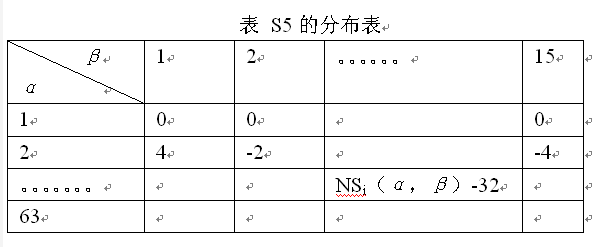 表 S5 的分布表
β 1 2 。。。。。。 15
α
1 0 0 0
2 4 -2 -4
。。。。。。。 NSi（α，β）-32
63